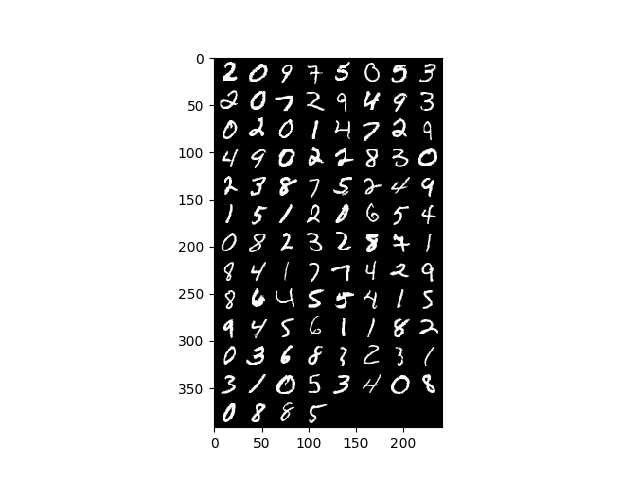 0
2 0 9 7 5 0 5 3
50
2 0 7 2 9 4 9 3
0 2 0 1 4 7 2 9
100
4 9 0 2 2 8 3 0
2 3 8 7 5 2 4 9
150
1 5 1 2 1 6 5 4
200
0 8 2 3 2 8 7 1
8 4 1 7 7 4 2 9
250
8 6 4 5 5 4 1 5
300
9 4 5 6 1 1 8 2
0 3 6 8 3 2 3 1
350
3 1 0 5 3 4 0 8
0 8 8 5
0 50 100 150 200